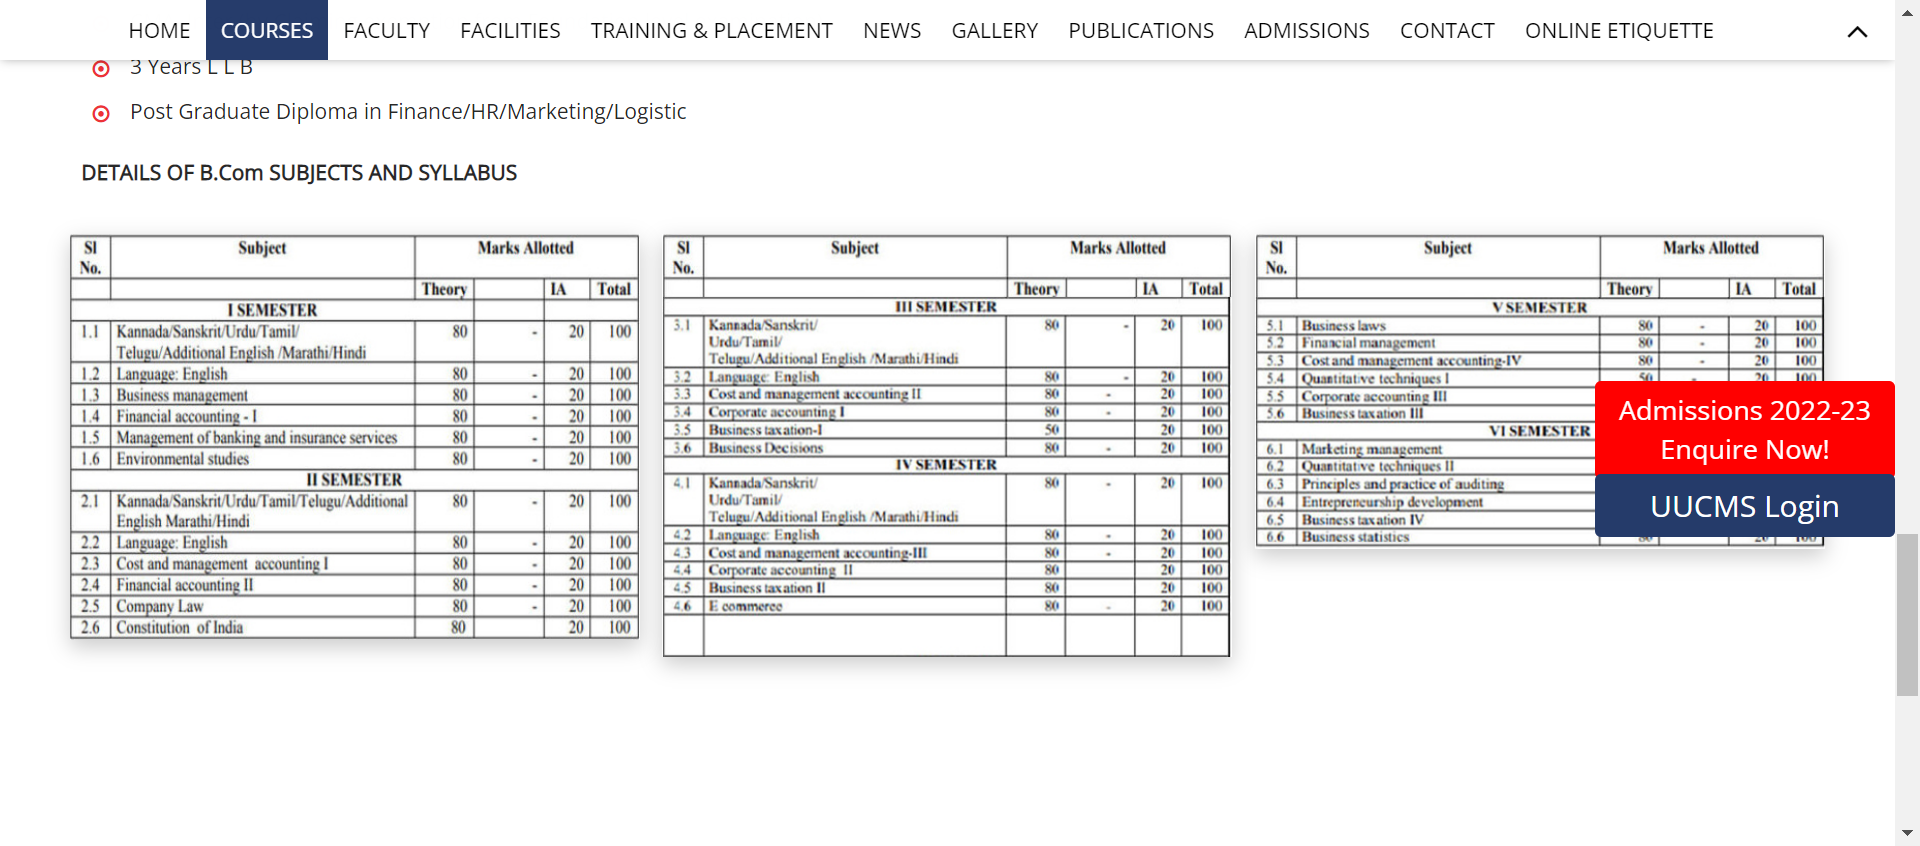 HOME COURSES FACULTY FACILITIES TRAINING & PLACEMENT NEWS GALLERY PUBLICATIONS ADMISSIONS CONTACT ONLINE ETIQUETTE
3 Years L L B
Post Graduate Diploma in Finance/HR/Marketing/Logistic
DETAILS OF B.Com SUBJECTS AND SYLLABUS
Sl No. Subject Marks Allotted
Theory IA Total
I SEMESTER
1.1 Kannada/Sanskrit/Urdu/Tamil/ 80 - 20 100
Telugu/Additional English /Marathi/Hindi
1.2 Language: English 80 - 20 100
1.3 Business management 80 - 20 100
1.4 Financial accounting - I 80 - 20 100
1.5 Management of banking and insurance services 80 - 20 100
1.6 Environmental studies 80 - 20 100
II SEMESTER
2.1 Kannada/Sanskrit/Urdu/Tamil/Telugu/Additional 80 - 20 100
English Marathi/Hindi
2.2 Language: English 80 - 20 100
2.3 Cost and management accounting I 80 - 20 100
2.4 Financial accounting II 80 - 20 100
2.5 Company Law 80 - 20 100
2.6 Constitution of India 80 20 100
Sl No. Subject Marks Allotted
Theory IA Total
III SEMESTER
3.1 Kannada/Sanskrit/ 80 - 20 100
Urdu/Tamil/
Telugu/Additional English /Marathi/Hindi
3.2 Language: English 80 - 20 100
3.3 Cost and management accounting II 80 - 20 100
3.4 Corporate accounting I 80 - 20 100
3.5 Business taxation-I 50 20 100
3.6 Business Decisions 80 - 20 100
IV SEMESTER
4.1 Kannada/Sanskrit/ 80 - 20 100
Urdu/Tamil/
Telugu/Additional English /Marathi/Hindi
4.2 Language: English 80 - 20 100
4.3 Cost and management accounting-III 80 - 20 100
4.4 Corporate accounting II 80 20 100
4.5 Business taxation II 80 20 100
4.6 E commerce 80 - 20 100
Sl No. Subject Marks Allotted
Theory IA Total
V SEMESTER
5.1 Business laws 80 - 20 100
5.2 Financial management 80 - 20 100
5.3 Cost and management accounting-IV 80 - 20 100
5.4 Quantitative techniques I 50 - 20 100
5.5 Corporate accounting III
5.6 Business taxation III
VI SEMESTER
6.1 Marketing management
6.2 Quantitative techniques II
6.3 Principles and practice of auditing
6.4 Entrepreneurship development
6.5 Business taxation IV
6.6 Business statistics
Admissions 2022-23
Enquire Now!
UUCMS Login